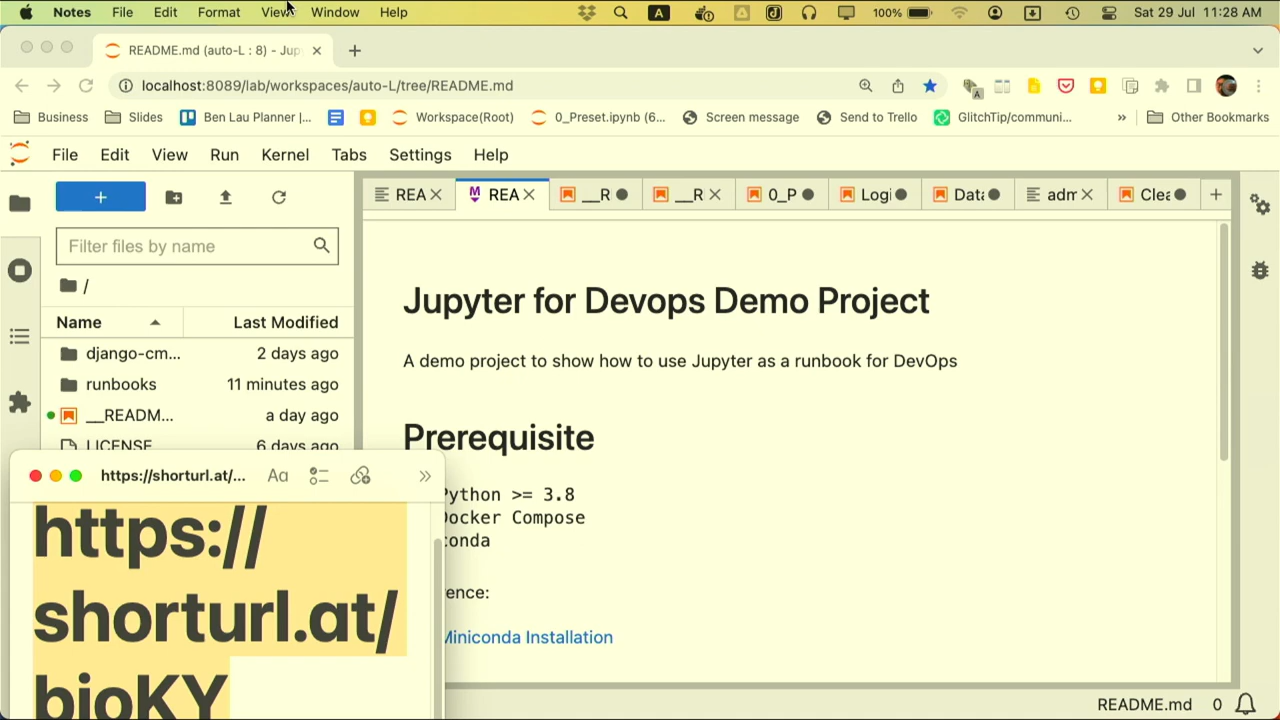 Notes File Edit Format View Window Help A 100% Sat 29 Jul 11:28 AM
README.md (auto-L : 8) - Jup
localhost:8089/lab/workspaces/auto-L/tree/README.md
Business Slides Ben Lau Planner |... Workspace(Root) 0_Preset.ipynb (6... Screen message Send to Trello GlitchTip/communi... » Other Bookmarks
File Edit View Run Kernel Tabs Settings Help
REA REA __R __R 0_P Logi Data adm Clea
Filter files by name
/
Name Last Modified
django-cm... 2 days ago
runbooks 11 minutes ago
__READM... a day ago
LICENSE 6 days ago
Jupyter for Devops Demo Project
A demo project to show how to use Jupyter as a runbook for DevOps
Prerequisite
Python >= 3.8
Docker Compose
conda
ence:
Miniconda Installation
https://shorturl.at/... Aa »
https://
shorturl.at/
bioKY
README.md 0